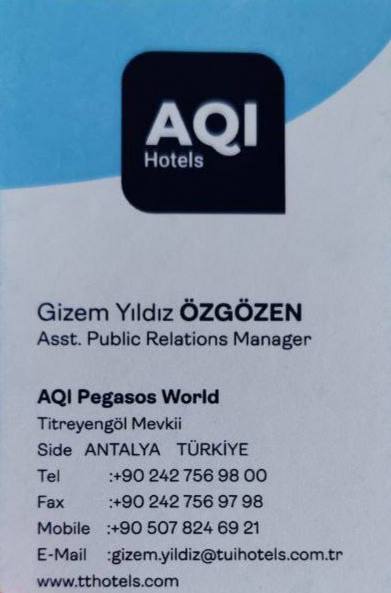 AQI
Hotels
Gizem Yıldız ÖZGÖZEN
Asst. Public Relations Manager
AQI Pegasos World
Titreyengöl Mevkii
Side ANTALYA TÜRKİYE
Tel :+90 242 756 98 00
Fax :+90 242 756 97 98
Mobile :+90 507 824 69 21
E-Mail :gizem.yildiz@tuihotels.com.tr
www.tthotels.com